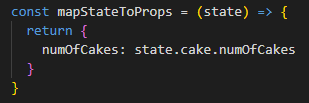 const mapStateToProps = (state) => {
  return {
    numOfCakes: state.cake.numOfCakes
  }
}